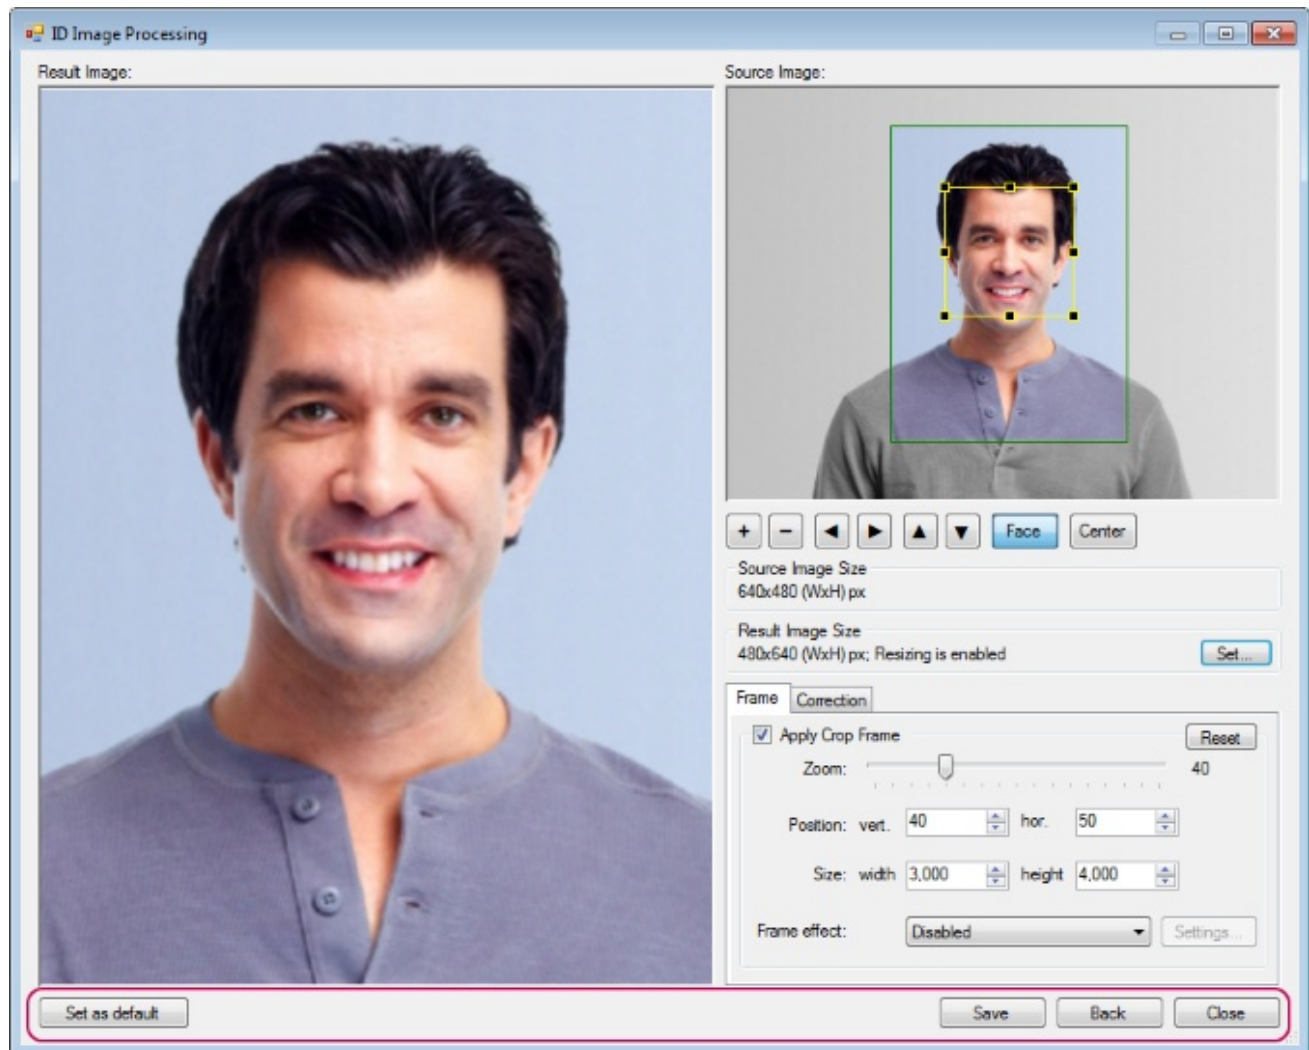 ID Image Processing
Result Image:
Source Image:
+ - ◀ ▶ ▲ ▼ Face Center
Source Image Size
640x480 (WxH) px
Result Image Size
480x640 (WxH) px; Resizing is enabled
Set...
Frame Correction
Apply Crop Frame
Reset
Zoom: 40
Position: vert. 40 hor. 50
Size: width 3,000 height 4,000
Frame effect: Disabled Settings...
Set as default Save Back Close